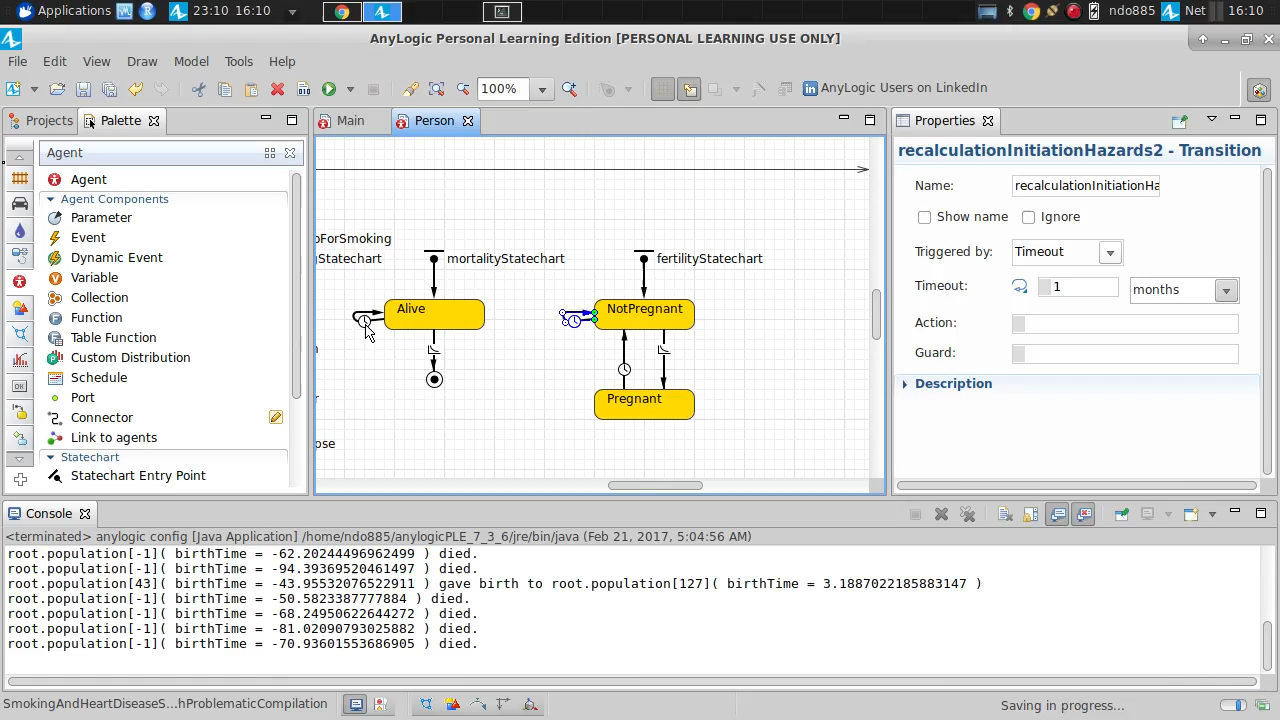 Applications
23:10 16:10
ndo885
Net
16:10
AnyLogic Personal Learning Edition [PERSONAL LEARNING USE ONLY]
File Edit View Draw Model Tools Help
100%
AnyLogic Users on LinkedIn
Projects
Palette
Main
Person
Properties
Agent
Agent
Agent Components
Parameter
Event
Dynamic Event
Variable
Collection
Function
Table Function
Custom Distribution
Schedule
Port
Connector
Link to agents
Statechart
Statechart Entry Point
oForSmoking
Statechart
mortalityStatechart
fertilityStatechart
Alive
NotPregnant
Pregnant
r
ose
recalculationInitiationHazards2 - Transition
Name:
recalculationInitiationHa
Show name
Ignore
Triggered by:
Timeout
Timeout:
1
months
Action:
Guard:
Description
Console
<terminated> anylogic config [Java Application] /home/ndo885/anylogicPLE_7_3_6/jre/bin/java (Feb 21, 2017, 5:04:56 AM)
root.population[-1]( birthTime = -62.20244496962499 ) died.
root.population[-1]( birthTime = -94.39369520461497 ) died.
root.population[43]( birthTime = -43.95532076522911 ) gave birth to root.population[127]( birthTime = 3.1887022185883147 )
root.population[-1]( birthTime = -50.5823387777884 ) died.
root.population[-1]( birthTime = -68.24950622644272 ) died.
root.population[-1]( birthTime = -81.02090793025882 ) died.
root.population[-1]( birthTime = -70.93601553686905 ) died.
SmokingAndHeartDiseaseS...hProblematicCompilation
Saving in progress...